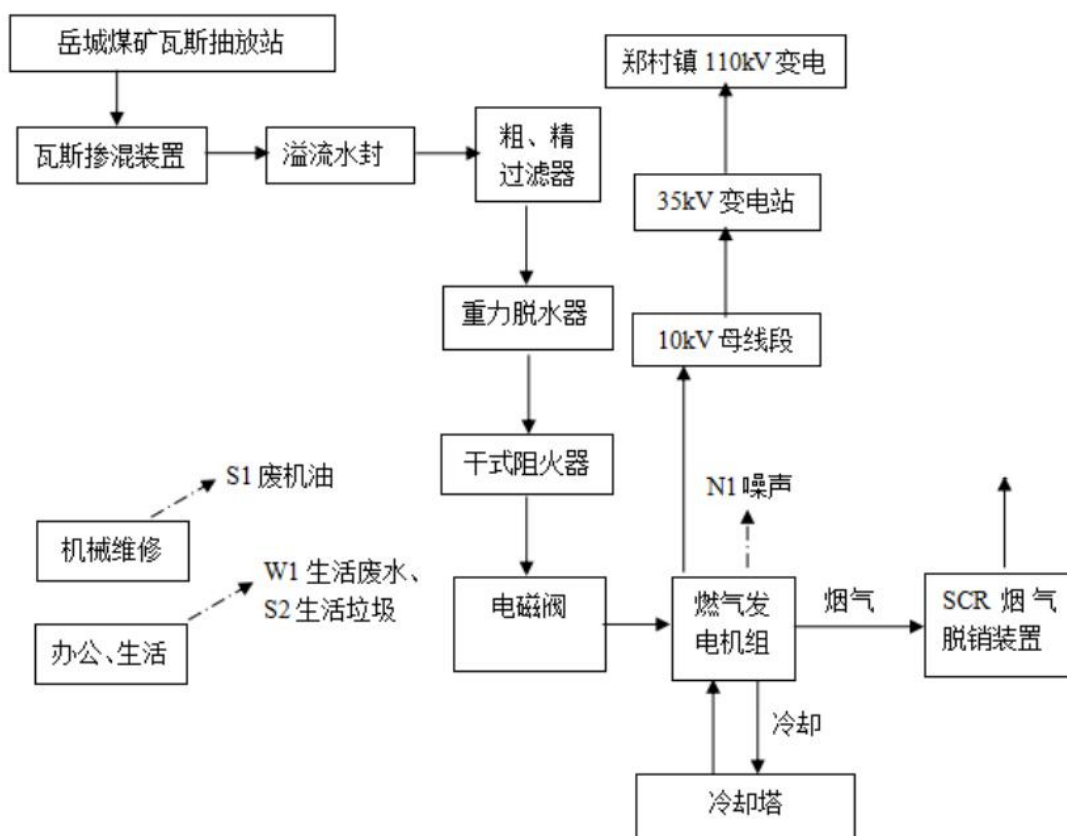 岳城煤矿瓦斯抽放站
郑村镇 110kV 变电
瓦斯掺混装置
溢流水封
粗、精
过滤器
35kV 变电站
重力脱水器
10kV 母线段
干式阻火器
S1 废机油
N1 噪声
机械维修
W1 生活废水、
S2 生活垃圾
办公、生活
电磁阀
燃气发
电机组
烟气
SCR 烟 气
脱销装置
冷却
冷却塔